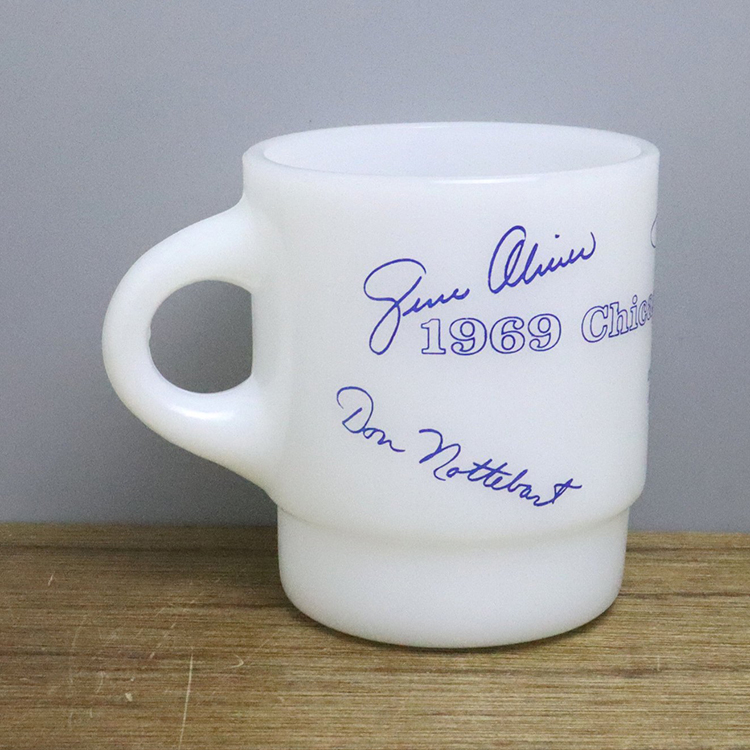 Gene Oliver
1969 Chic
Don Nottebart